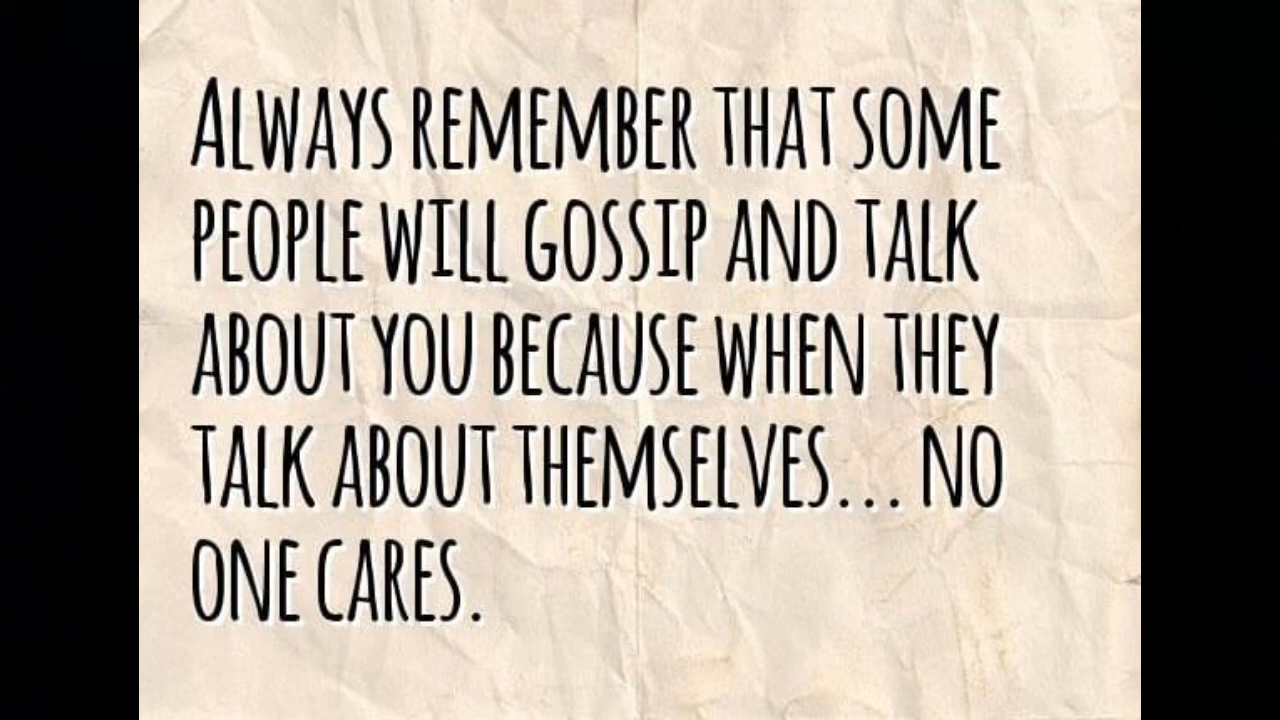 Always remember that some
people will gossip and talk
about you because when they
talk about themselves... no
one cares.